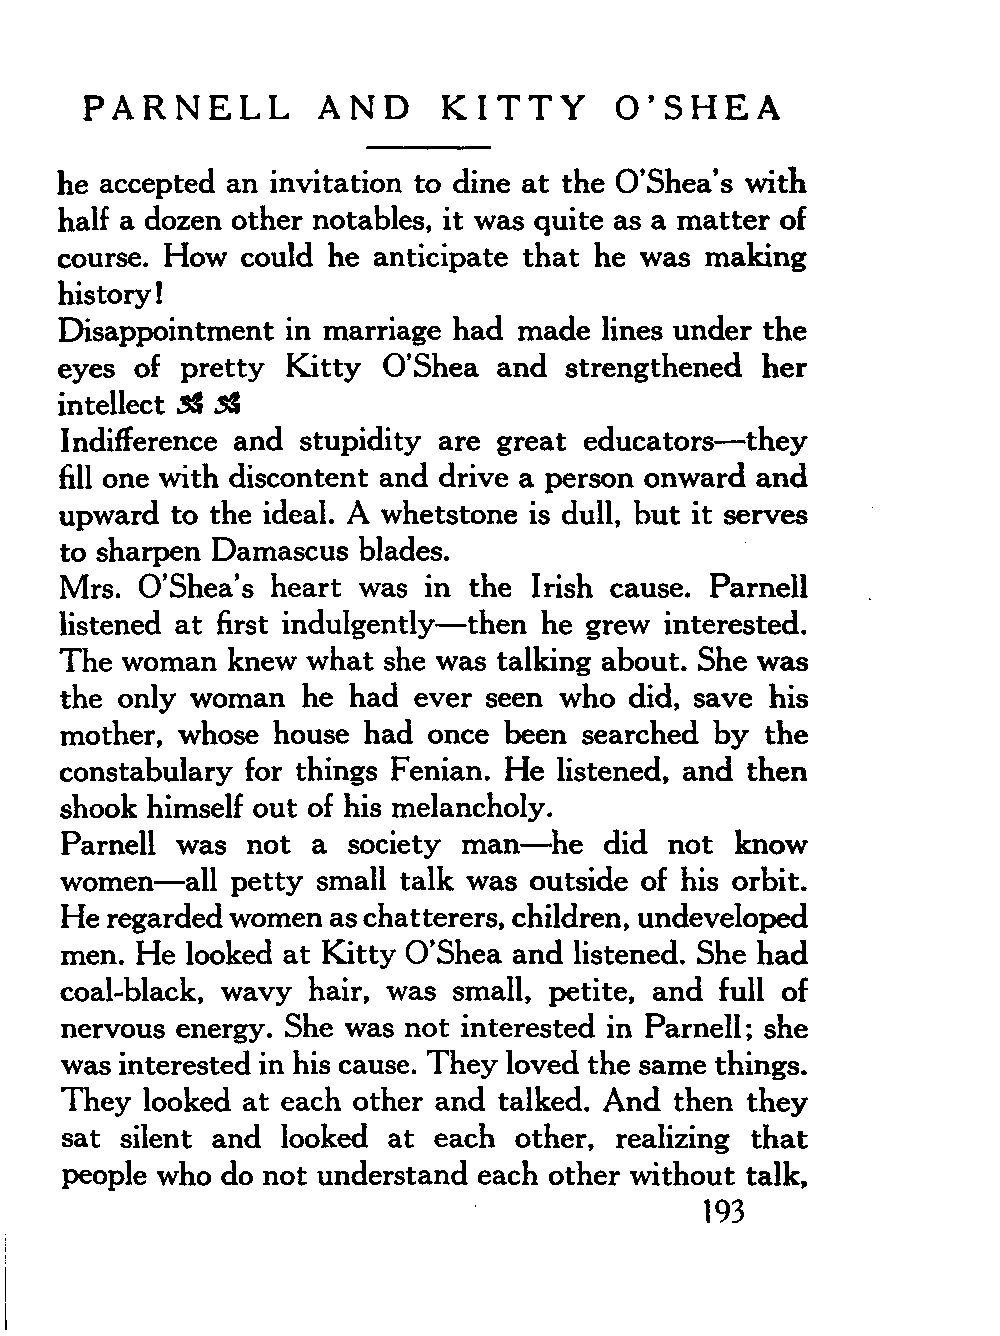 PARNELL AND KITTY O'SHEA
he accepted an invitation to dine at the O'Shea's with
half a dozen other notables, it was quite as a matter of
course. How could he anticipate that he was making
history!
Disappointment in marriage had made lines under the
eyes of pretty Kitty O'Shea and strengthened her
intellect
Indifference and stupidity are great educators—they
fill one with discontent and drive a person onward and
upward to the ideal. A whetstone is dull, but it serves
to sharpen Damascus blades.
Mrs. O'Shea's heart was in the Irish cause. Parnell
listened at first indulgently—then he grew interested.
The woman knew what she was talking about. She was
the only woman he had ever seen who did, save his
mother, whose house had once been searched by the
constabulary for things Fenian. He listened, and then
shook himself out of his melancholy.
Parnell was not a society man—he did not know
women—all petty small talk was outside of his orbit.
He regarded women as chatterers, children, undeveloped
men. He looked at Kitty O'Shea and listened. She had
coal-black, wavy hair, was small, petite, and full of
nervous energy. She was not interested in Parnell; she
was interested in his cause. They loved the same things.
They looked at each other and talked. And then they
sat silent and looked at each other, realizing that
people who do not understand each other without talk,
193